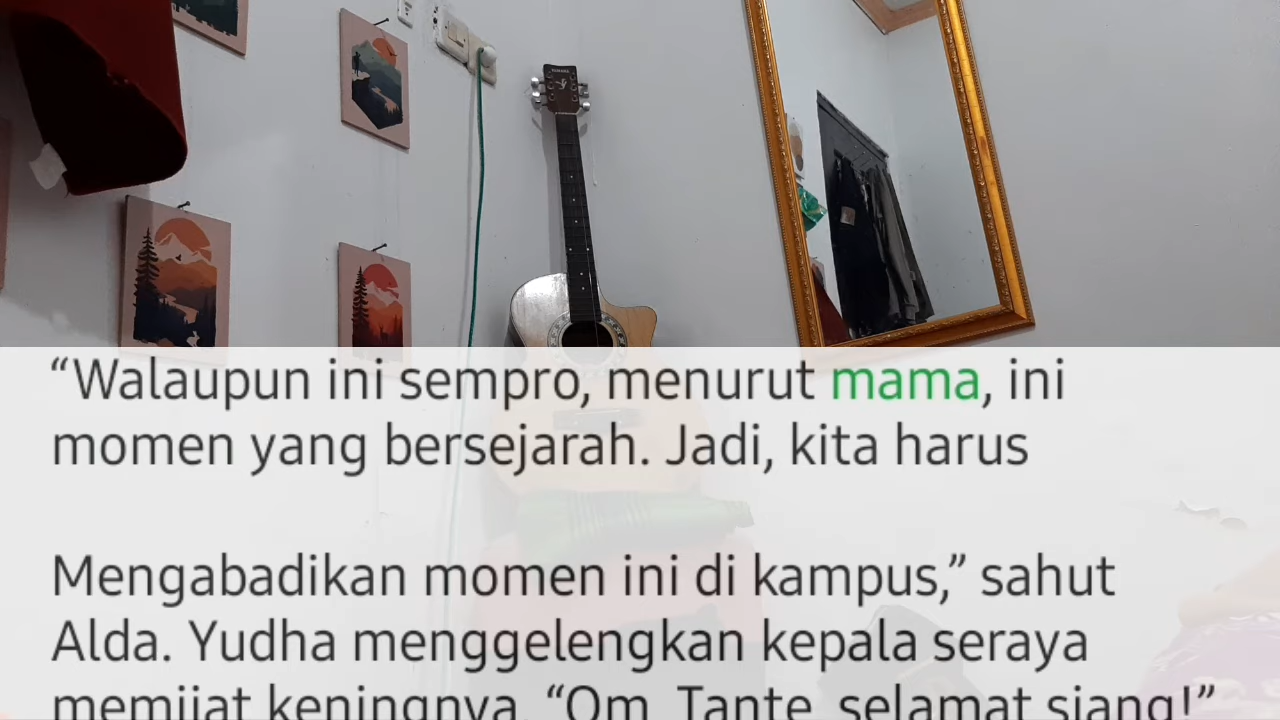 YAMAHA
“Walaupun ini sempro, menurut mama, ini
momen yang bersejarah. Jadi, kita harus
Mengabadikan momen ini di kampus,” sahut
Alda. Yudha menggelengkan kepala seraya
memijat keningnya. “Om, Tante, selamat siang!”